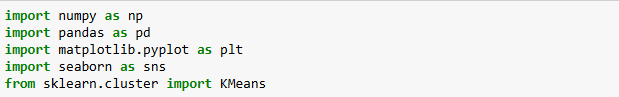 import numpy as np
import pandas as pd
import matplotlib.pyplot as plt
import seaborn as sns
from sklearn.cluster import KMeans